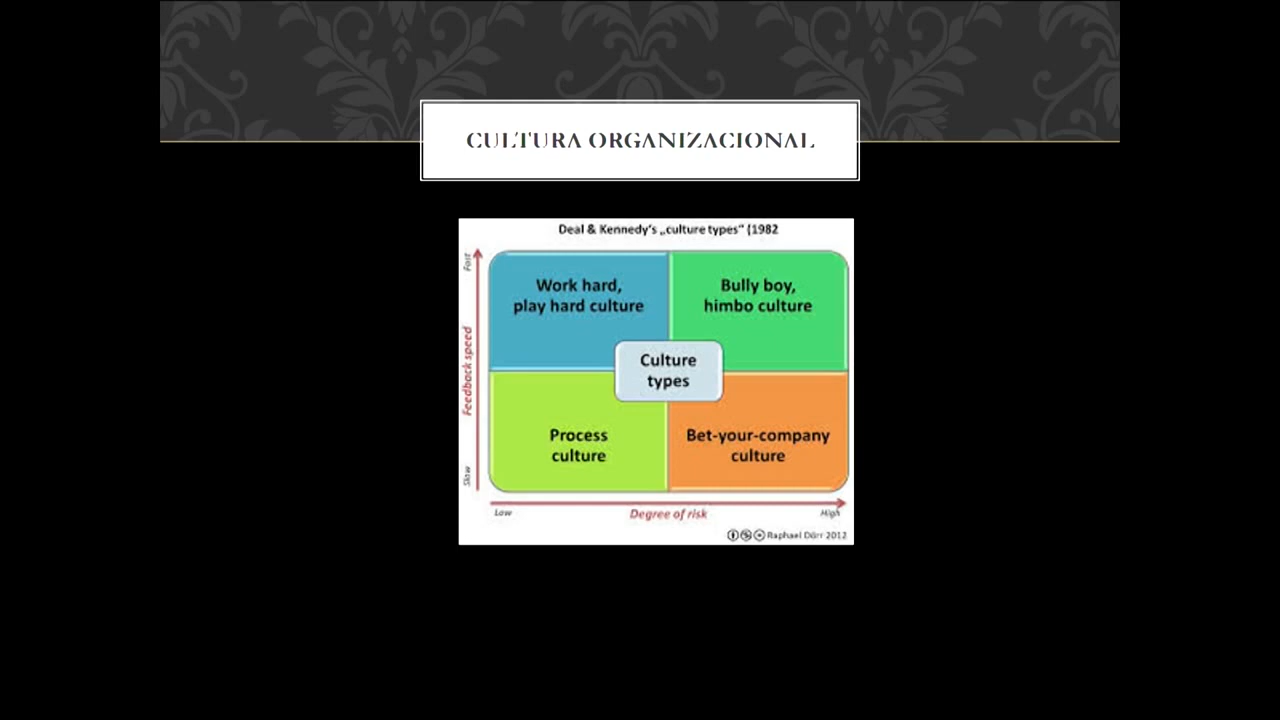 CULTURA ORGANIZACIONAL
Deal & Kennedy's „culture types" (1982
Fast
Work hard,
play hard culture
Bully boy,
himbo culture
Feedback speed
Culture
types
Process
culture
Bet-your-company
culture
Slow
Low
Degree of risk
High
Raphael Dörr 2012